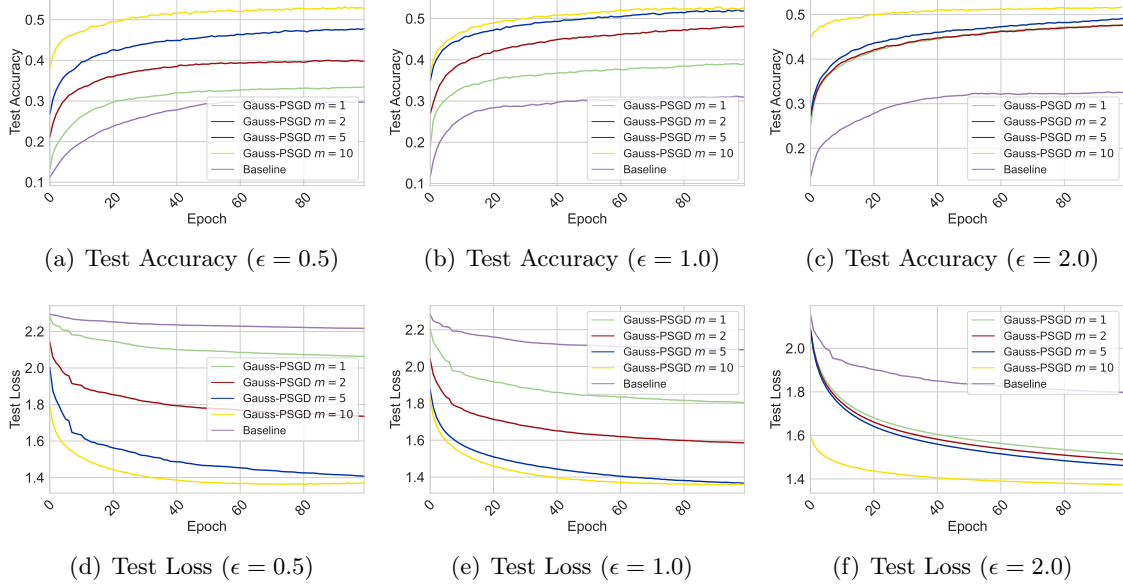 0.5
0.4
0.3
0.2
0.1
Test Accuracy
0
20
40
60
80
Epoch
Gauss-PSGD m = 1
Gauss-PSGD m = 2
Gauss-PSGD m = 5
Gauss-PSGD m = 10
Baseline
(a) Test Accuracy (ϵ = 0.5)
0.5
0.4
0.3
0.2
0.1
Test Accuracy
0
20
40
60
80
Epoch
Gauss-PSGD m = 1
Gauss-PSGD m = 2
Gauss-PSGD m = 5
Gauss-PSGD m = 10
Baseline
(b) Test Accuracy (ϵ = 1.0)
0.5
0.4
0.3
0.2
Test Accuracy
0
20
40
60
80
Epoch
Gauss-PSGD m = 1
Gauss-PSGD m = 2
Gauss-PSGD m = 5
Gauss-PSGD m = 10
Baseline
(c) Test Accuracy (ϵ = 2.0)
2.2
2.0
1.8
1.6
1.4
Test Loss
0
20
40
60
80
Epoch
Gauss-PSGD m = 1
Gauss-PSGD m = 2
Gauss-PSGD m = 5
Gauss-PSGD m = 10
Baseline
(d) Test Loss (ϵ = 0.5)
2.2
2.0
1.8
1.6
1.4
Test Loss
0
20
40
60
80
Epoch
Gauss-PSGD m = 1
Gauss-PSGD m = 2
Gauss-PSGD m = 5
Gauss-PSGD m = 10
Baseline
(e) Test Loss (ϵ = 1.0)
2.0
1.8
1.6
1.4
Test Loss
0
20
40
60
80
Epoch
Gauss-PSGD m = 1
Gauss-PSGD m = 2
Gauss-PSGD m = 5
Gauss-PSGD m = 10
Baseline
(f) Test Loss (ϵ = 2.0)